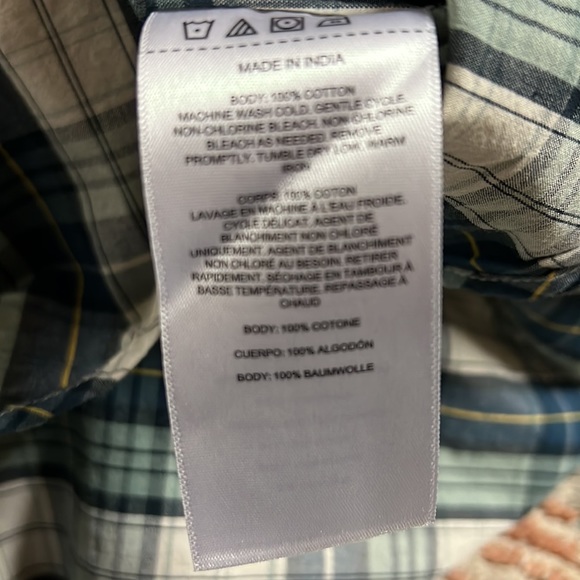 MADE IN INDIA
BODY: 100% COTTON
MACHINE WASH COLD, GENTLE CYCLE.
NON-CHLORINE BLEACH, NON CHLORINE
BLEACH AS NEEDED, REMOVE
PROMPTLY, TUMBLE DRY LOW, WARM
IRON
CORPS: 100% COTON
LAVAGE EN MACHINE À L'EAU FROIDE,
CYCLE DÉLICAT, AGENT DE
BLANCHIMENT NON CHLORÉ
UNIQUEMENT. AGENT DE BLANCHIMENT
NON CHLORÉ AU BESOIN, RETIRER
RAPIDEMENT, SÉCHAGE EN TAMBOUR À
BASSE TEMPÉRATURE, REPASSAGE À
CHAUD
BODY: 100% COTONE
CUERPO: 100% ALGODÓN
BODY: 100% BAUMWOLLE